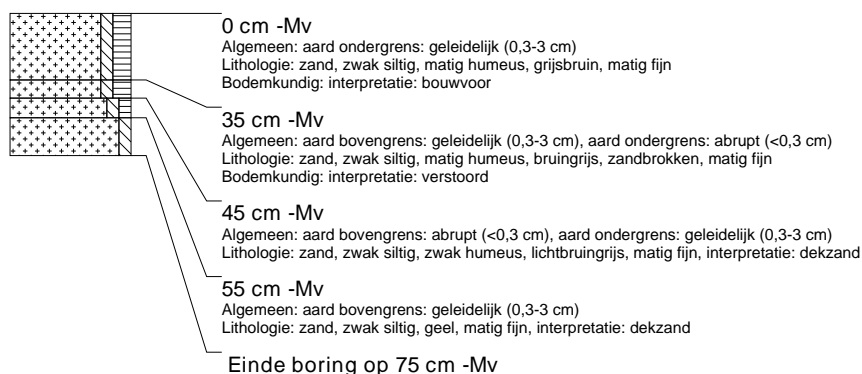 0 cm -Mv
Algemeen: aard ondergrens: geleidelijk (0,3-3 cm)
Lithologie: zand, zwak siltig, matig humeus, grijsbruin, matig fijn
Bodemkundig: interpretatie: bouwvoor
35 cm -Mv
Algemeen: aard bovengrens: geleidelijk (0,3-3 cm), aard ondergrens: abrupt (<0,3 cm)
Lithologie: zand, zwak siltig, matig humeus, bruingrijs, zandbrokken, matig fijn
Bodemkundig: interpretatie: verstoord
45 cm -Mv
Algemeen: aard bovengrens: abrupt (<0,3 cm), aard ondergrens: geleidelijk (0,3-3 cm)
Lithologie: zand, zwak siltig, zwak humeus, lichtbruingrijs, matig fijn, interpretatie: dekzand
55 cm -Mv
Algemeen: aard bovengrens: geleidelijk (0,3-3 cm)
Lithologie: zand, zwak siltig, geel, matig fijn, interpretatie: dekzand
Einde boring op 75 cm -Mv